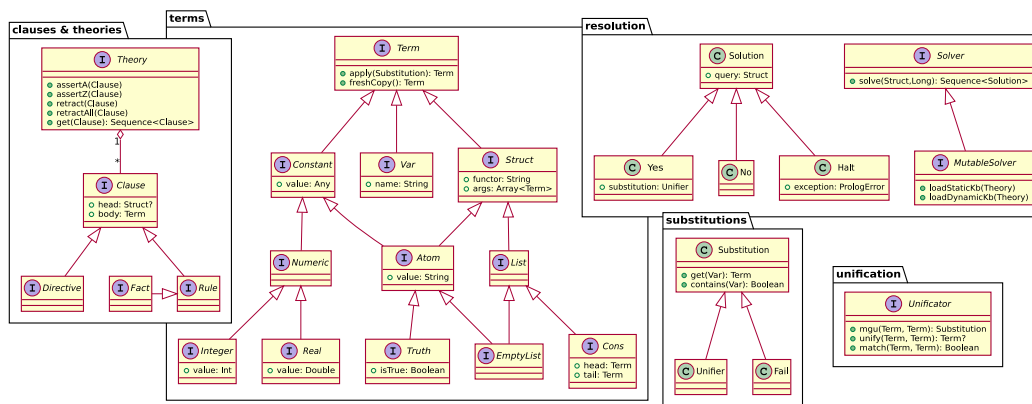 clauses & theories
I Theory
assertA(Clause)
assertZ(Clause)
retract(Clause)
retractAll(Clause)
get(Clause): Sequence<Clause>
1
*
I Clause
head: Struct?
body: Term
I Directive
I Fact
I Rule
terms
I Term
apply(Substitution): Term
freshCopy(): Term
I Constant
value: Any
I Var
name: String
I Struct
functor: String
args: Array<Term>
I Numeric
I Atom
value: String
I List
I Integer
value: Int
I Real
value: Double
I Truth
isTrue: Boolean
I EmptyList
I Cons
head: Term
tail: Term
resolution
C Solution
query: Struct
I Solver
solve(Struct,Long): Sequence<Solution>
C Yes
substitution: Unifier
C No
C Halt
exception: PrologError
I MutableSolver
loadStaticKb(Theory)
loadDynamicKb(Theory)
substitutions
C Substitution
get(Var): Term
contains(Var): Boolean
C Unifier
C Fail
unification
I Unificator
mgu(Term, Term): Substitution
unify(Term, Term): Term?
match(Term, Term): Boolean